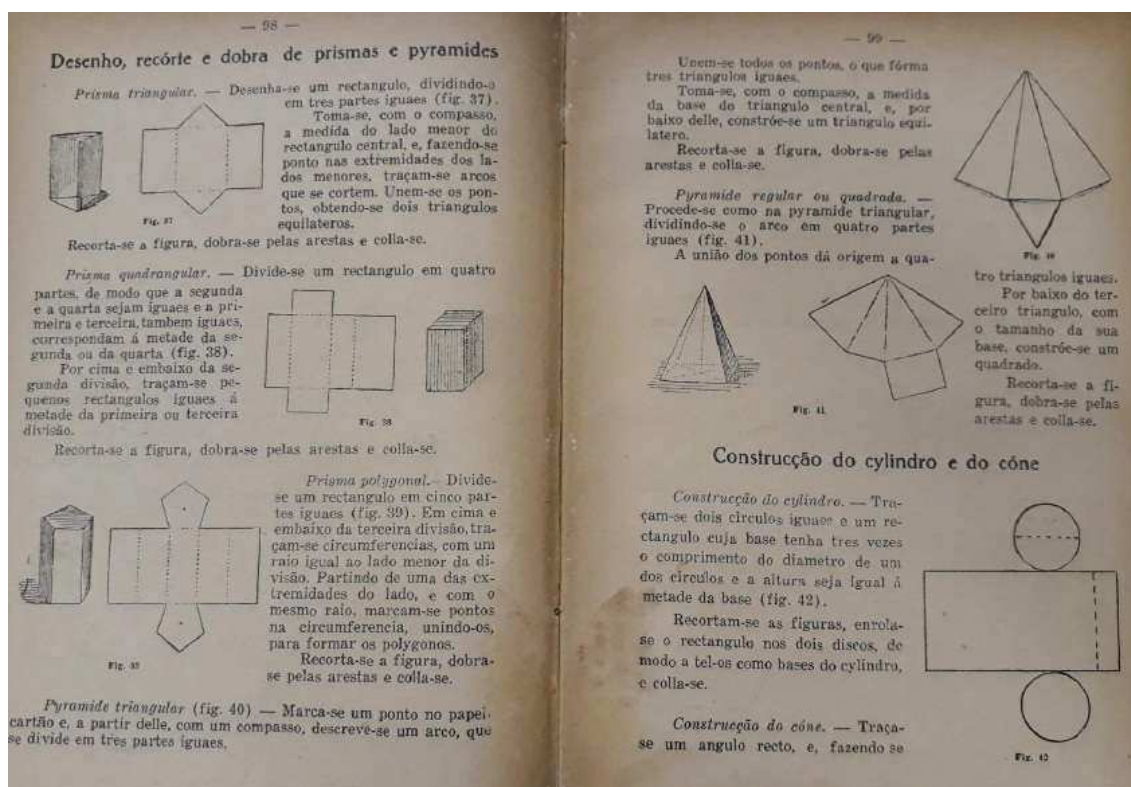 — 98 —
Desenho, recórte e dobra de prismas e pyramides
Prisma triangular. — Desenha-se um rectangulo, dividindo-o
em tres partes iguaes (fig. 37).
Toma-se, com o compasso,
a medida do lado menor do
rectangulo central, e, fazendo-se
ponto nas extremidades dos la-
dos menores, traçam-se arcos
que se cortem. Unem-se os pon-
tos, obtendo-se dois triangulos
equilateros.
Fig. 37
Recorta-se a figura, dobra-se pelas arestas e colla-se.
Prisma quadrangular. — Divide-se um rectangulo em quatro
partes, de modo que a segunda
e a quarta sejam iguaes e a pri-
meira e terceira, tambem iguaes,
correspondam á metade da se-
gunda ou da quarta (fig. 38).
Por cima e embaixo da se-
gunda divisão, traçam-se pe-
quenos rectangulos iguaes á
metade da primeira ou terceira
divisão.
Fig. 38
Recorta-se a figura, dobra-se pelas arestas e colla-se.
Prisma polygonal. — Divide-
se um rectangulo em cinco par-
tes iguaes (fig. 39). Em cima e
embaixo da terceira divisão, tra-
çam-se circumferencias, com um
raio igual ao lado menor da di-
visão. Partindo de uma das ex-
tremidades do lado, e com o
mesmo raio, marcam-se pontos
na circumferencia, unindo-os,
para formar os polygonos.
Recorta-se a figura, dobra-
se pelas arestas e colla-se.
Fig. 39
Pyramide triangular (fig. 40) — Marca-se um ponto no papel-
cartão e, a partir delle, com um compasso, descreve-se um arco, que
se divide em tres partes iguaes.
— 99 —
Unem-se todos os pontos, o que fórma
tres triangulos iguaes.
Toma-se, com o compasso, a medida
da base do triangulo central, e, por
baixo delle, constróe-se um triangulo equi-
latero.
Recorta-se a figura, dobra-se pelas
arestas e colla-se.
Fig. 40
Pyramide regular ou quadrada. —
Procede-se como na pyramide triangular,
dividindo-se o arco em quatro partes
iguaes (fig. 41).
A união dos pontos dá origem a qua-
tro triangulos iguaes.
Por baixo do ter-
ceiro triangulo, com
o tamanho da sua
base, constróe-se um
quadrado.
Recorta-se a fi-
gura, dobra-se pelas
arestas e colla-se.
Fig. 41
Construcção do cylindro e do cóne
Construcção do cylindro. — Tra-
çam-se dois circulos iguaes e um re-
ctangulo cuja base tenha tres vezes
o comprimento do diametro de um
dos circulos e a altura seja igual á
metade da base (fig. 42).
Recortam-se as figuras, enrola-
se o rectangulo nos dois discos, de
modo a tel-os como bases do cylindro,
e colla-se.
Construcção do cóne. — Traça-
se um angulo recto, e, fazendo se
Fig. 42